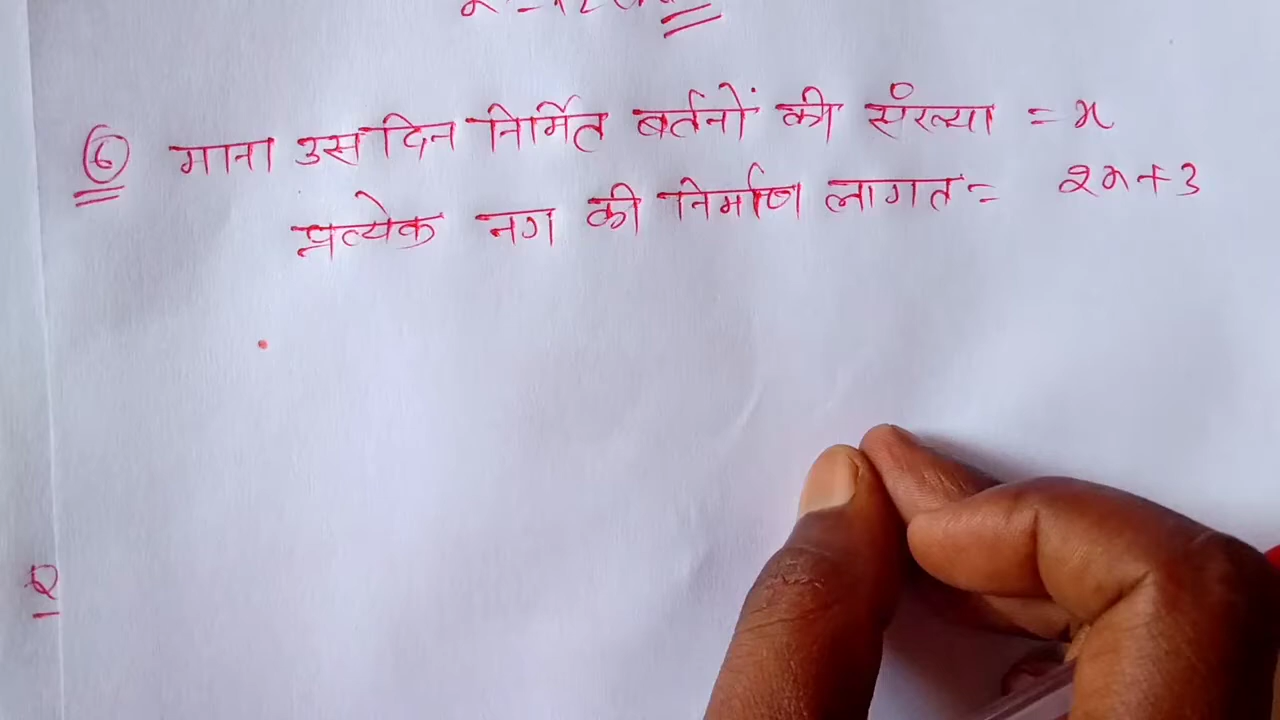 ⑥ माना उस दिन निर्मित बर्तनों की संख्या = x
प्रत्येक नग की निर्माण लागत = 2x+3